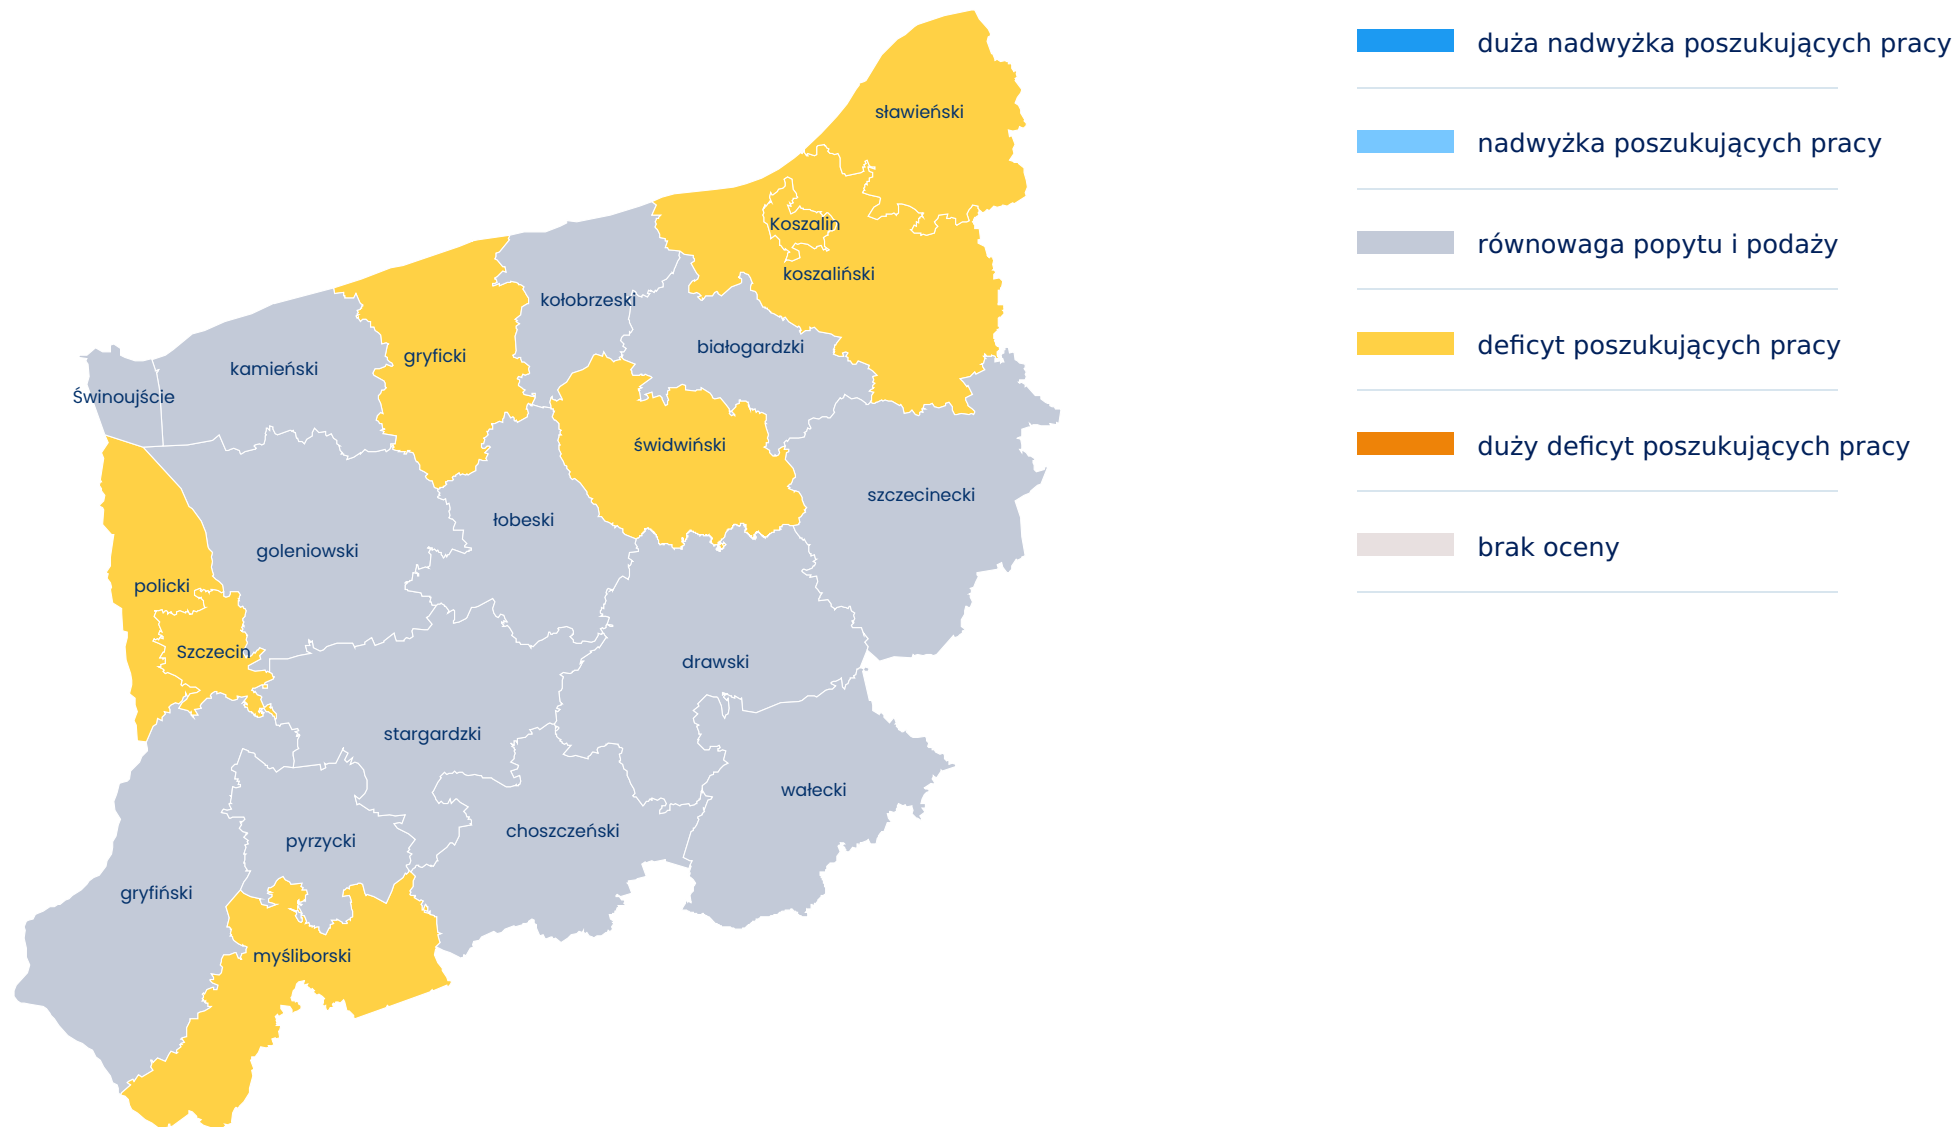 sławieński
Koszalin
koszaliński
kołobrzeski
białogardzki
gryficki
kamieński
Świnoujście
świdwiński
szczecinecki
łobeski
goleniowski
policki
Szczecin
drawski
stargardzki
wałecki
choszczeński
pyrzycki
gryfiński
myśliborski
duża nadwyżka poszukujących pracy
nadwyżka poszukujących pracy
równowaga popytu i podaży
deficyt poszukujących pracy
duży deficyt poszukujących pracy
brak oceny